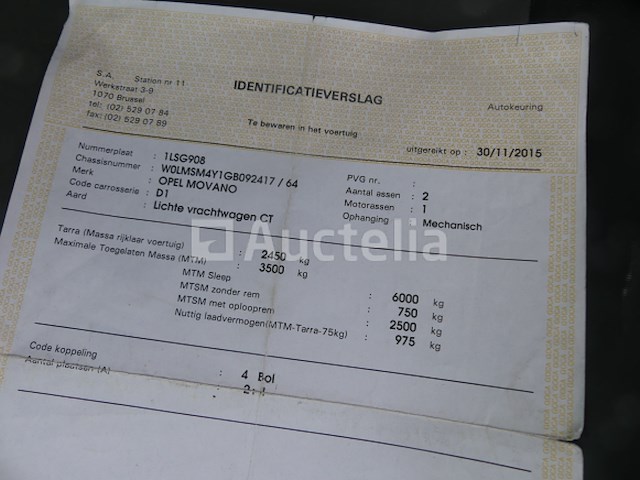 IDENTIFICATIEVERSLAG
S.A. Station nr 11
Werkstraat 3-9
1070 Brussel
tel: (02) 529 07 84
fax: (02) 529 07 89
Autokeuring
Te bewaren in het voertuig
uitgereikt op : 30/11/2015
Nummerplaat : 1LSG908
Chassisnummer : W0LMSM4Y1GB092417 / 64
Merk : OPEL MOVANO
Code carrosserie : D1
Aard : Lichte vrachtwagen CT
PVG nr. :
Aantal assen : 2
Motorassen : 1
Ophanging : Mechanisch
Auctelia
Tarra (Massa rijklaar voertuig) : 2450 kg
Maximale Toegelaten Massa (MTM) : 3500 kg
MTM Sleep : 6000 kg
MTSM zonder rem : 750 kg
MTSM met oplooprem : 2500 kg
Nuttig laadvermogen(MTM-Tarra-75kg) : 975 kg
Code koppeling : 4 Bol
Aantal plaatsen (A) :